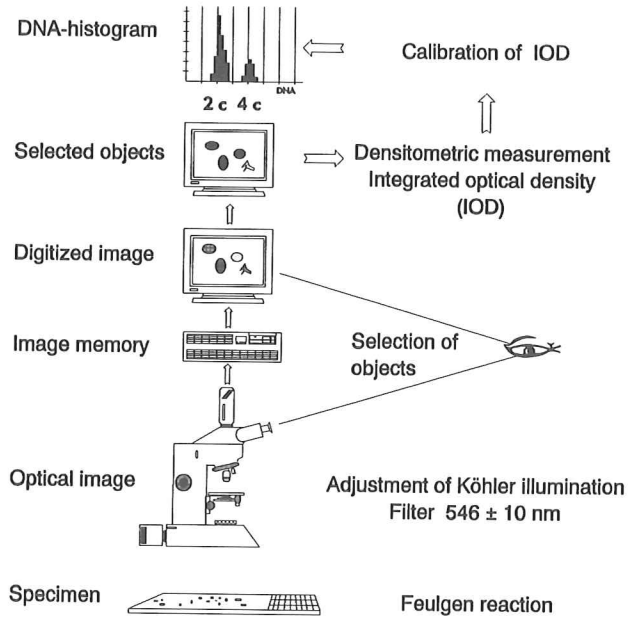 DNA-histogram
DNA
2 c 4 c
Calibration of IOD
Selected objects
Densitometric measurement
Integrated optical density
(IOD)
Digitized image
Image memory
Selection of
objects
Optical image
Adjustment of Köhler illumination
Filter 546 ± 10 nm
Specimen
Feulgen reaction